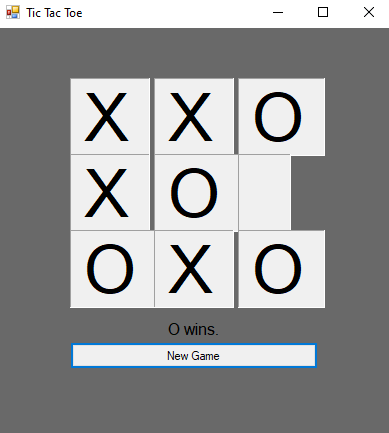 Tic Tac Toe
X X O
X O
O X O
O wins.
New Game